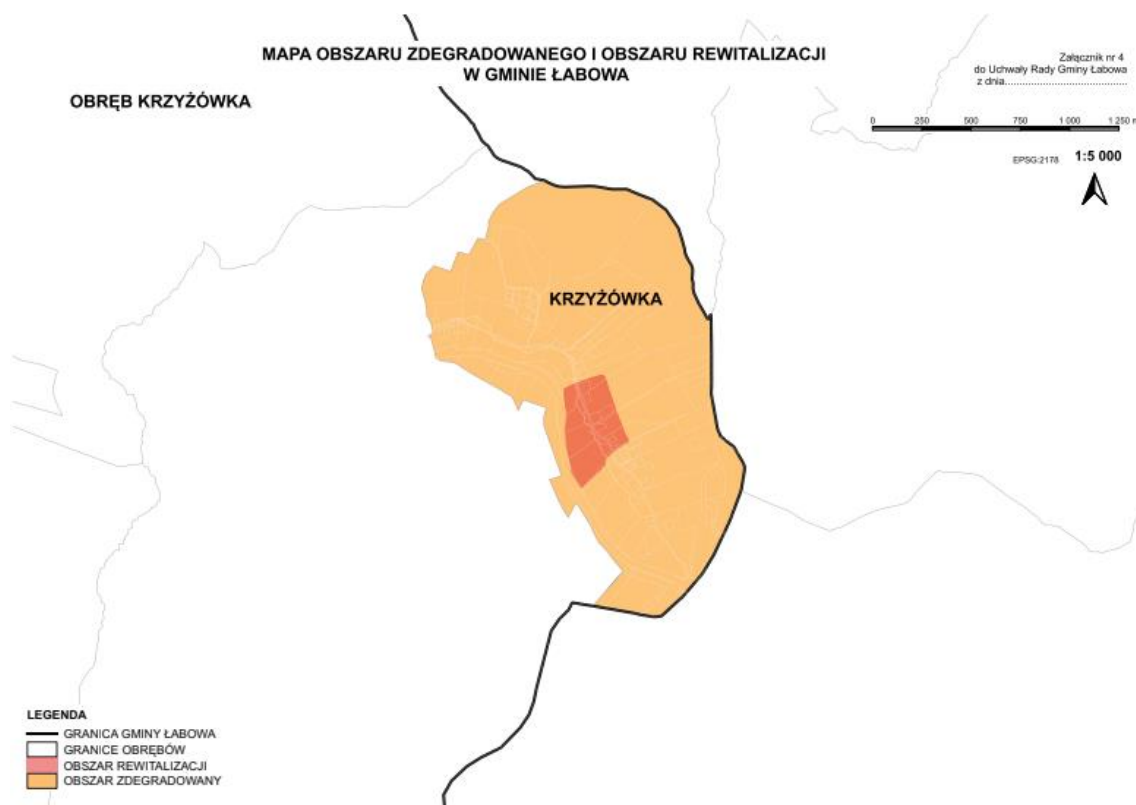 MAPA OBSZARU ZDEGRADOWANEGO I OBSZARU REWITALIZACJI
W GMINIE ŁABOWA
Załącznik nr 4
do Uchwały Rady Gminy Łabowa
z dnia.......................................
OBRĘB KRZYŻÓWKA
0 250 500 750 1 000 1 250 m
EPSG:2178 1:5 000
KRZYŻÓWKA
LEGENDA
GRANICA GMINY ŁABOWA
GRANICE OBRĘBÓW
OBSZAR REWITALIZACJI
OBSZAR ZDEGRADOWANY